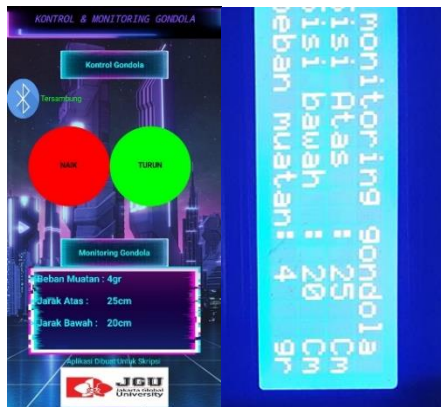 KONTROL & MONITORING GONDOLA
Kontrol Gondola
Tersambung
NAIK
TURUN
Monitoring Gondola
Beban Muatan : 4gr
Jarak Atas : 25cm
Jarak Bawah : 20cm
Aplikasi Dibuat Untuk Skripsi
JGU
Jakarta Global
University
monitoring gondola
sisi Atas : 25 Cm
sisi bawah : 20 Cm
beban muatan: 4 gr